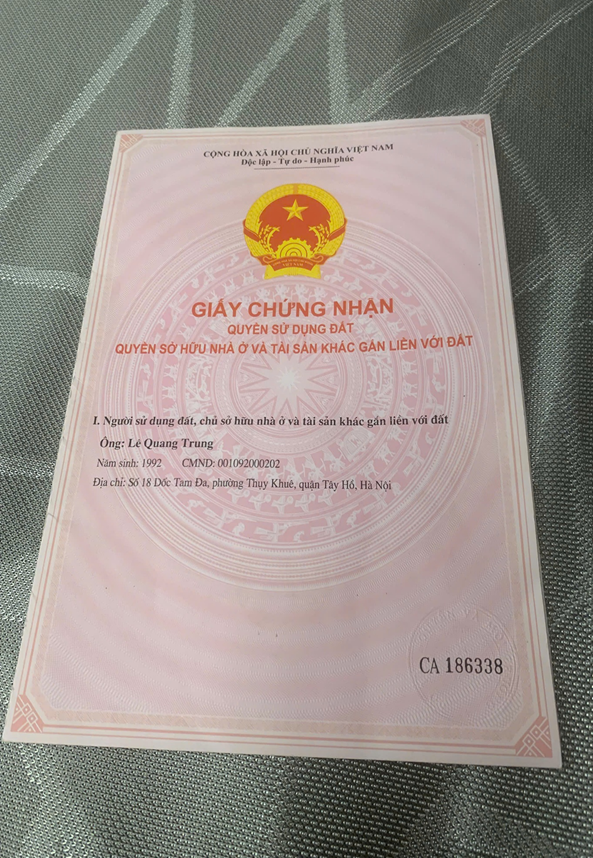 CỘNG HÒA XÃ HỘI CHỦ NGHĨA VIỆT NAM
Độc lập - Tự do - Hạnh phúc
GIẤY CHỨNG NHẬN
QUYỀN SỬ DỤNG ĐẤT
QUYỀN SỞ HỮU NHÀ Ở VÀ TÀI SẢN KHÁC GẮN LIỀN VỚI ĐẤT
I. Người sử dụng đất, chủ sở hữu nhà ở và tài sản khác gắn liền với đất
Ông: Lê Quang Trung
Năm sinh: 1992 CMND: 001092000202
Địa chỉ: Số 18 Dốc Tam Đa, phường Thụy Khuê, quận Tây Hồ, Hà Nội
CA 186338